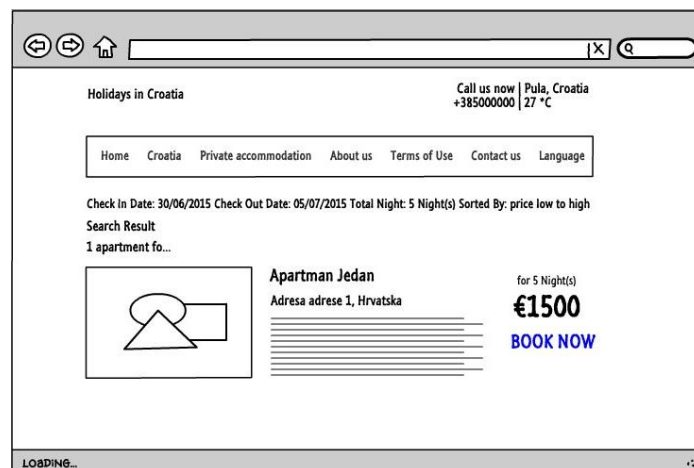 Holidays in Croatia
Call us now | Pula, Croatia
+385000000 | 27 °C
Home Croatia Private accommodation About us Terms of Use Contact us Language
Check In Date: 30/06/2015 Check Out Date: 05/07/2015 Total Night: 5 Night(s) Sorted By: price low to high
Search Result
1 apartment fo...
Apartman Jedan
Adresa adrese 1, Hrvatska
for 5 Night(s)
€1500
BOOK NOW
LOADING...